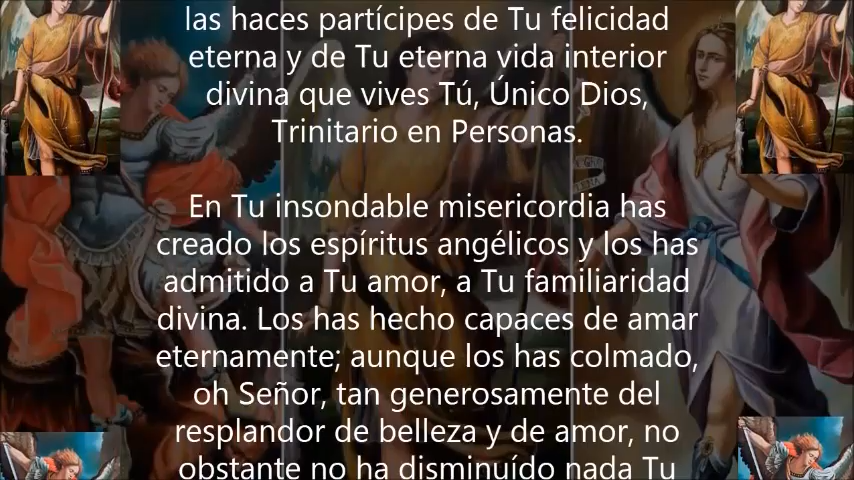 las haces partícipes de Tu felicidad
eterna y de Tu eterna vida interior
divina que vives Tú, Único Dios,
Trinitario en Personas.
En Tu insondable misericordia has
creado los espíritus angélicos y los has
admitido a Tu amor, a Tu familiaridad
divina. Los has hecho capaces de amar
eternamente; aunque los has colmado,
oh Señor, tan generosamente del
resplandor de belleza y de amor, no
obstante no ha disminuído nada Tu